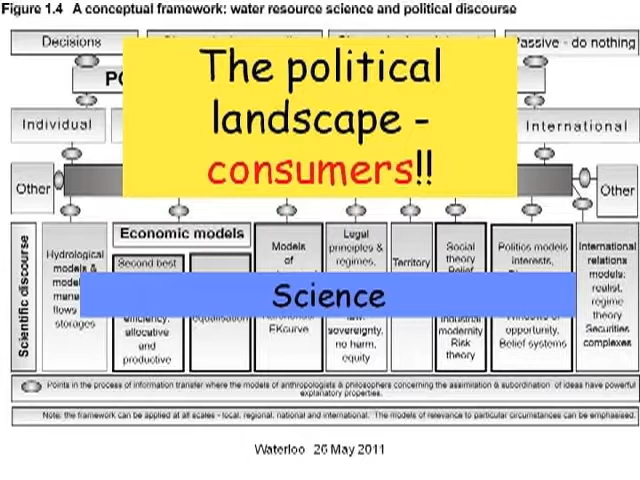 Figure 1.4 A conceptual framework: water resource science and political discourse
Decisions
Passive - do nothing
The political
landscape -
consumers!!
Individual
International
Other
Other
Scientific discourse
Economic models
Hydrological
models &
flows
storages
Second best
efficiency:
allocative
and
productive
Models
of
EKcurve
Legal
principles &
regimes,
sovereignty,
no harm,
equity
Territory
Social
theory
industrial
modernity
Risk
theory
Politics models
Interests,
opportunity.
Belief systems
International
relations
models:
realist,
regime
theory
Securities
complexes
Science
Points in the process of information transfer where the models of anthropologists & philosophers concerning the assimilation & subordination of ideas have powerful
explanatory properties.
Note: the framework can be applied at all scales - local, regional, national and international. The models of relevance to particular circumstances can be emphasised.
Waterloo 26 May 2011